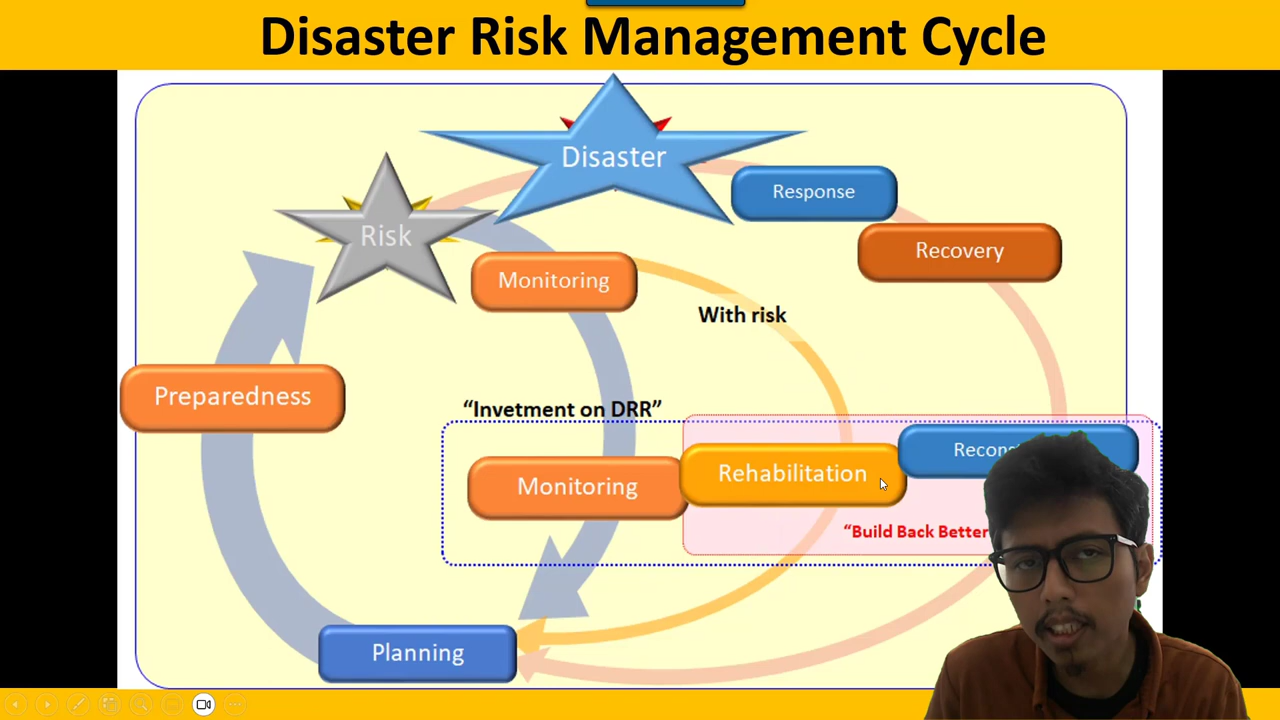 Disaster Risk Management Cycle
Disaster
Response
Risk
Recovery
Monitoring
With risk
Preparedness
“Invetment on DRR”
Monitoring
Rehabilitation
“Build Back Better
Planning